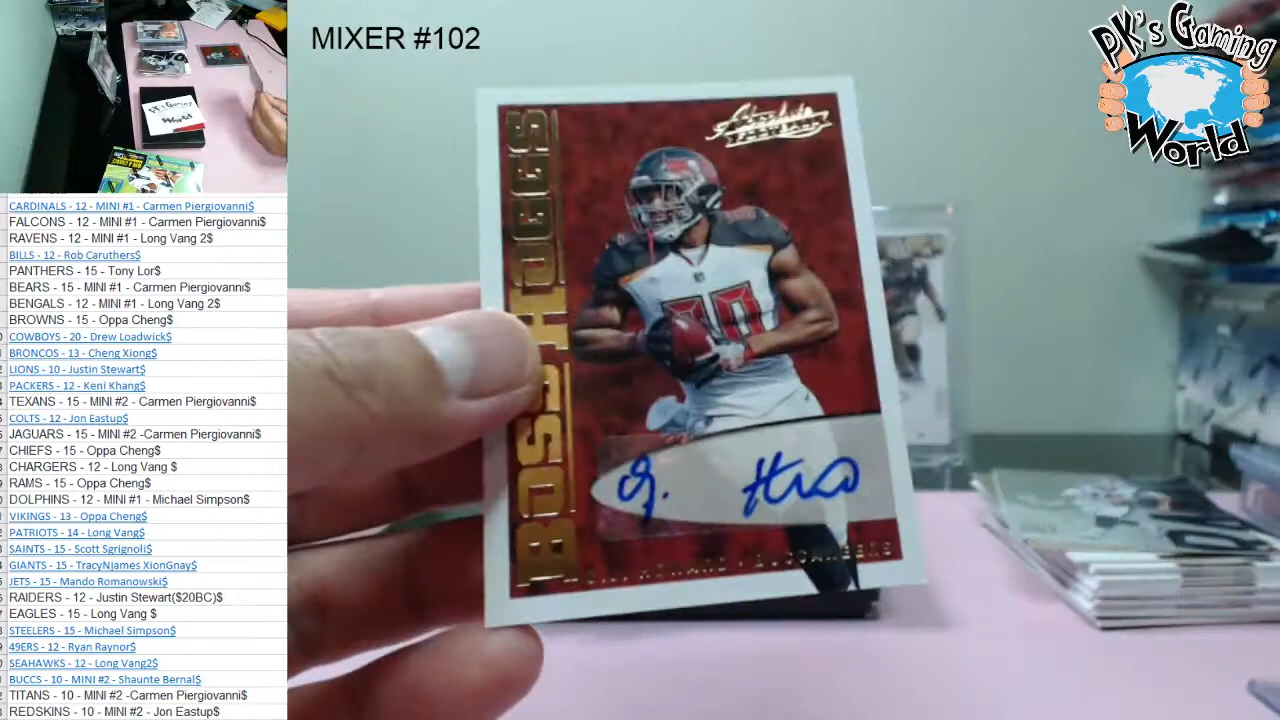 MIXER #102
PK's Gaming
World
CARDINALS - 12 - MINI #1 - Carmen Piergiovanni$
FALCONS - 12 - MINI #1 - Carmen Piergiovanni$
RAVENS - 12 - MINI #1 - Long Vang 2$
BILLS - 12 - Rob Caruthers$
PANTHERS - 15 - Tony Lor$
BEARS - 15 - MINI #1 - Carmen Piergiovanni$
BENGALS - 12 - MINI #1 - Long Vang 2$
BROWNS - 15 - Oppa Cheng$
COWBOYS - 20 - Drew Loadwick$
BRONCOS - 13 - Cheng Xiong$
LIONS - 10 - Justin Stewart$
PACKERS - 12 - Keni Khang$
TEXANS - 15 - MINI #2 - Carmen Piergiovanni$
COLTS - 12 - Jon Eastup$
JAGUARS - 15 - MINI #2 -Carmen Piergiovanni$
CHIEFS - 15 - Oppa Cheng$
CHARGERS - 12 - Long Vang $
RAMS - 15 - Oppa Cheng$
DOLPHINS - 12 - MINI #1 - Michael Simpson$
VIKINGS - 13 - Oppa Cheng$
PATRIOTS - 14 - Long Vang$
SAINTS - 15 - Scott Sgrignoli$
GIANTS - 15 - TracyNjames XionGnay$
JETS - 15 - Mando Romanowski$
RAIDERS - 12 - Justin Stewart($20BC)$
EAGLES - 15 - Long Vang $
STEELERS - 15 - Michael Simpson$
49ERS - 12 - Ryan Raynor$
SEAHAWKS - 12 - Long Vang2$
BUCCS - 10 - MINI #2 - Shaunte Bernal$
TITANS - 10 - MINI #2 -Carmen Piergiovanni$
REDSKINS - 10 - MINI #2 - Jon Eastup$
BOSS HOGGS
Absolute
FOOTBALL
BUCCANEERS
PK's Gaming
World